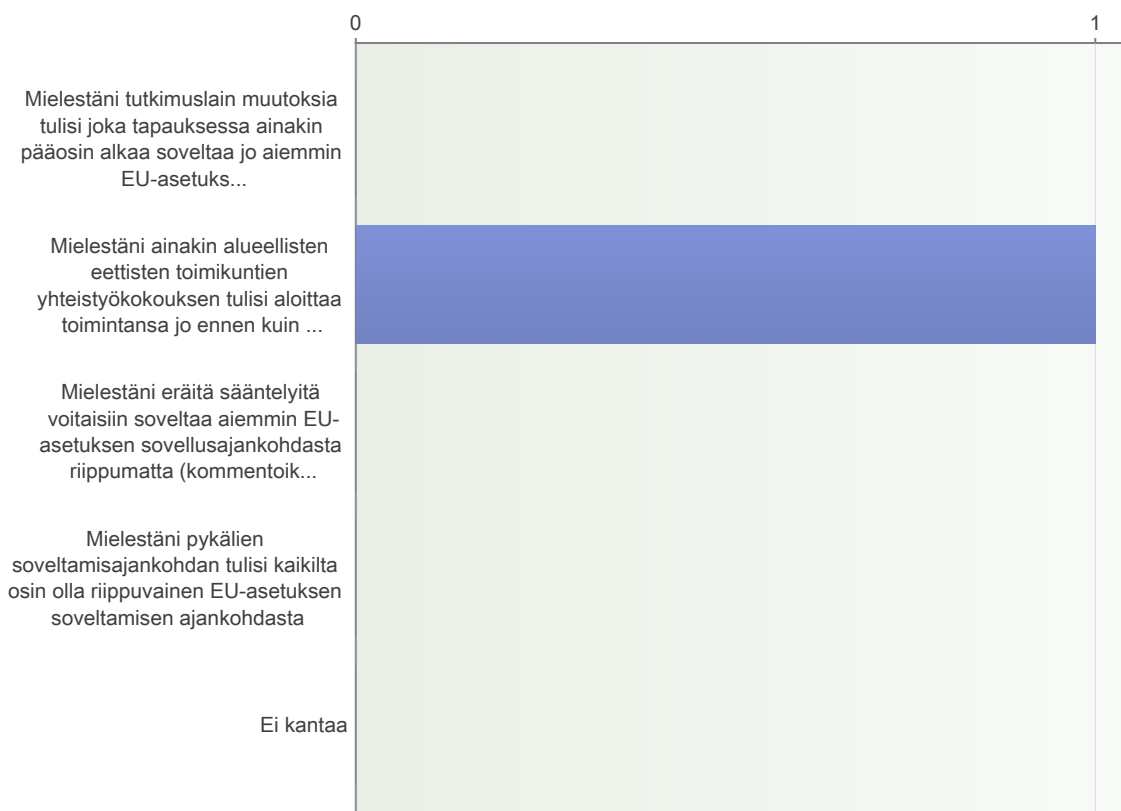 0 1
Mielestäni tutkimuslain muutoksia
tulisi joka tapauksessa ainakin
pääosin alkaa soveltaa jo aiemmin
EU-asetuks...
Mielestäni ainakin alueellisten
eettisten toimikuntien
yhteistyökokouksen tulisi aloittaa
toimintansa jo ennen kuin ...
Mielestäni eräitä sääntelyitä
voitaisiin soveltaa aiemmin EU-
asetuksen sovellusajankohdasta
riippumatta (kommentoik...
Mielestäni pykälien
soveltamisajankohdan tulisi kaikilta
osin olla riippuvainen EU-asetuksen
soveltamisen ajankohdasta
Ei kantaa